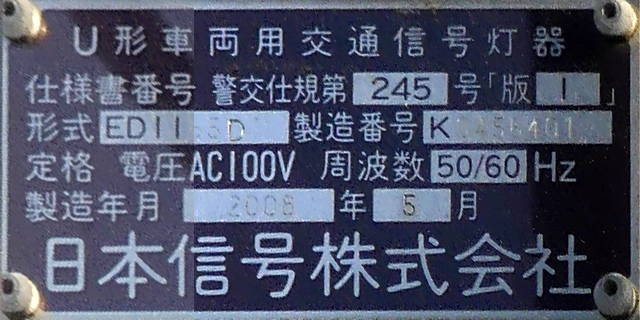 U形車両用交通信号灯器
仕様書番号 警交仕規第 245 号「版 1 」
形式 製造番号
定格 電圧AC100V 周波数 50/60 Hz
製造年月 2006 年 5 月
日本信号株式会社